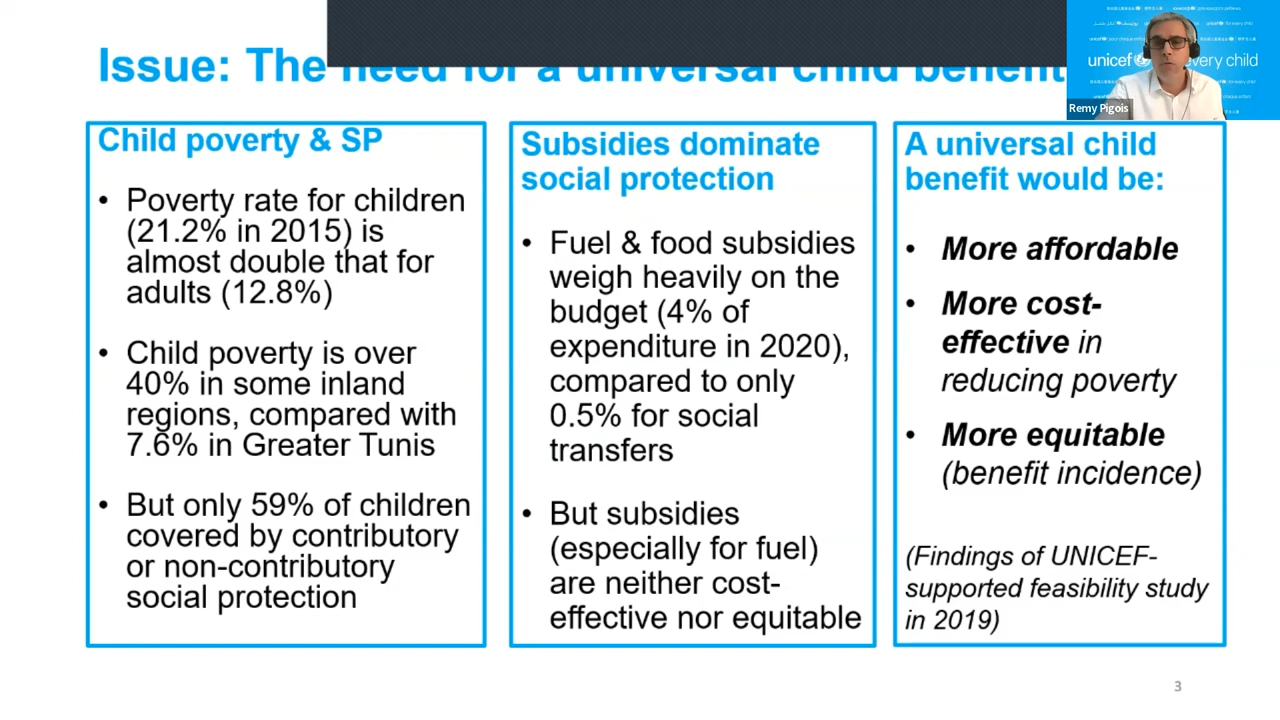 Issue: The need for a universal child benefit
Child poverty & SP
• Poverty rate for children
(21.2% in 2015) is
almost double that for
adults (12.8%)
• Child poverty is over
40% in some inland
regions, compared with
7.6% in Greater Tunis
• But only 59% of children
covered by contributory
or non-contributory
social protection
Subsidies dominate
social protection
• Fuel & food subsidies
weigh heavily on the
budget (4% of
expenditure in 2020),
compared to only
0.5% for social
transfers
• But subsidies
(especially for fuel)
are neither cost-
effective nor equitable
A universal child
benefit would be:
• More affordable
• More cost-
effective in
reducing poverty
• More equitable
(benefit incidence)
(Findings of UNICEF-
supported feasibility study
in 2019)
unicef every child
Remy Pigois
3